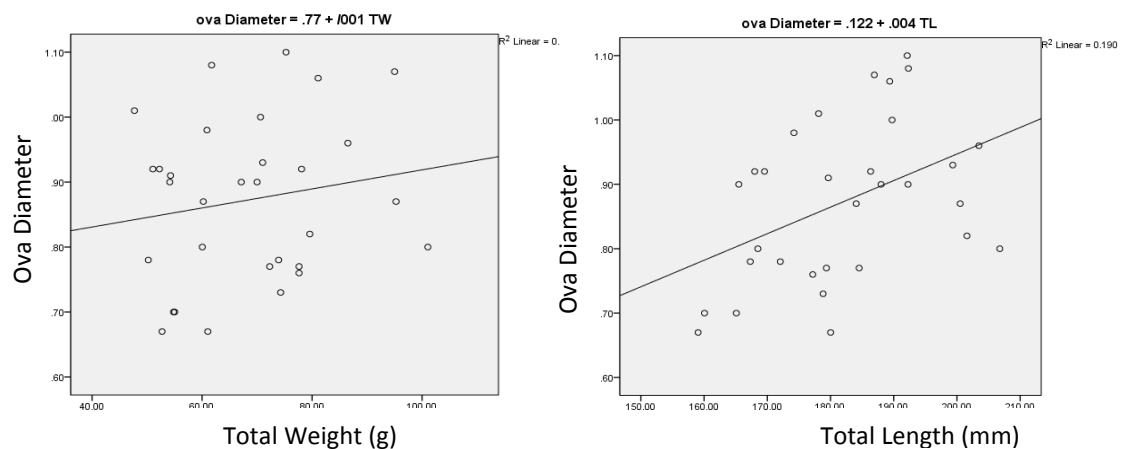 ova Diameter = .77 + /001 TW
R² Linear = 0.
1.10
.00
.90
.80
.70
.60
Ova Diameter
40.00 60.00 80.00 100.00
Total Weight (g)
ova Diameter = .122 + .004 TL
R² Linear = 0.190
1.10
1.00
.90
.80
.70
.60
Ova Diameter
150.00 160.00 170.00 180.00 190.00 200.00 210.00
Total Length (mm)